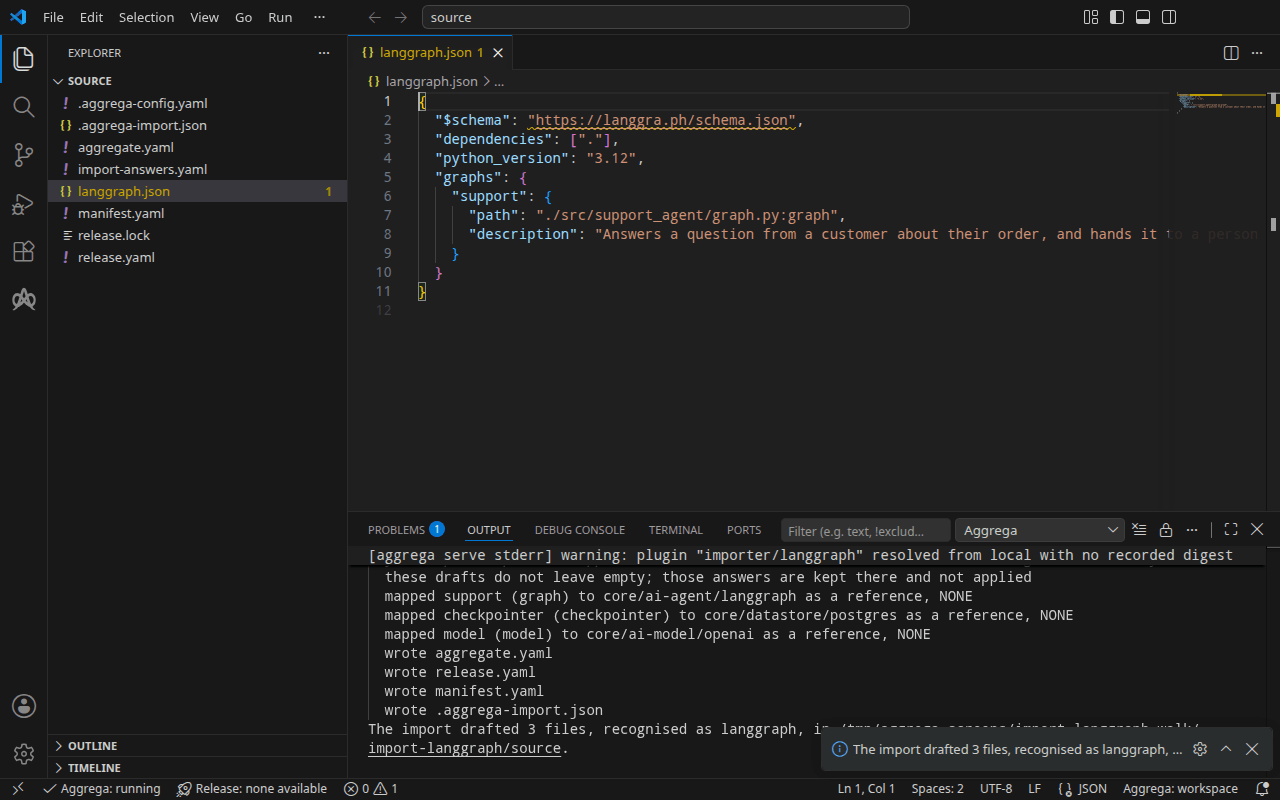 File Edit Selection View Go Run ···
source
EXPLORER
SOURCE
.aggrega-config.yaml
.aggrega-import.json
aggregate.yaml
import-answers.yaml
langgraph.json 1
manifest.yaml
release.lock
release.yaml
OUTLINE
TIMELINE
langgraph.json 1
langgraph.json > ...
1 {
2 "$schema": "https://langgra.ph/schema.json",
3 "dependencies": ["."],
4 "python_version": "3.12",
5 "graphs": {
6 "support": {
7 "path": "./src/support_agent/graph.py:graph",
8 "description": "Answers a question from a customer about their order, and hands it to a person
9 }
10 }
11 }
12
PROBLEMS 1 OUTPUT DEBUG CONSOLE TERMINAL PORTS Filter (e.g. text, !exclud... Aggrega
[aggrega serve stderr] warning: plugin "importer/langgraph" resolved from local with no recorded digest
these drafts do not leave empty; those answers are kept there and not applied
mapped support (graph) to core/ai-agent/langgraph as a reference, NONE
mapped checkpointer (checkpointer) to core/datastore/postgres as a reference, NONE
mapped model (model) to core/ai-model/openai as a reference, NONE
wrote aggregate.yaml
wrote release.yaml
wrote manifest.yaml
wrote .aggrega-import.json
The import drafted 3 files, recognised as langgraph, in
import-langgraph/source.
The import drafted 3 files, recognised as langgraph, ...
Aggrega: running Release: none available 0 1 Ln 1, Col 1 Spaces: 2 UTF-8 LF JSON Aggrega: workspace